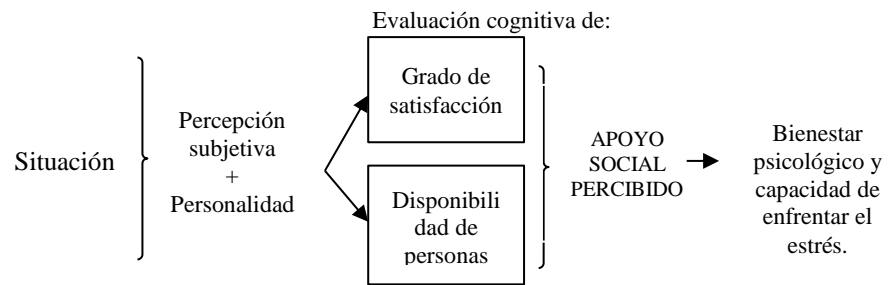 Evaluación cognitiva de:
Grado de
satisfacción
Situación
Percepción
subjetiva
+
Personalidad
Disponibili
dad de
personas
APOYO
SOCIAL
PERCIBIDO
Bienestar
psicológico y
capacidad de
enfrentar el
estrés.